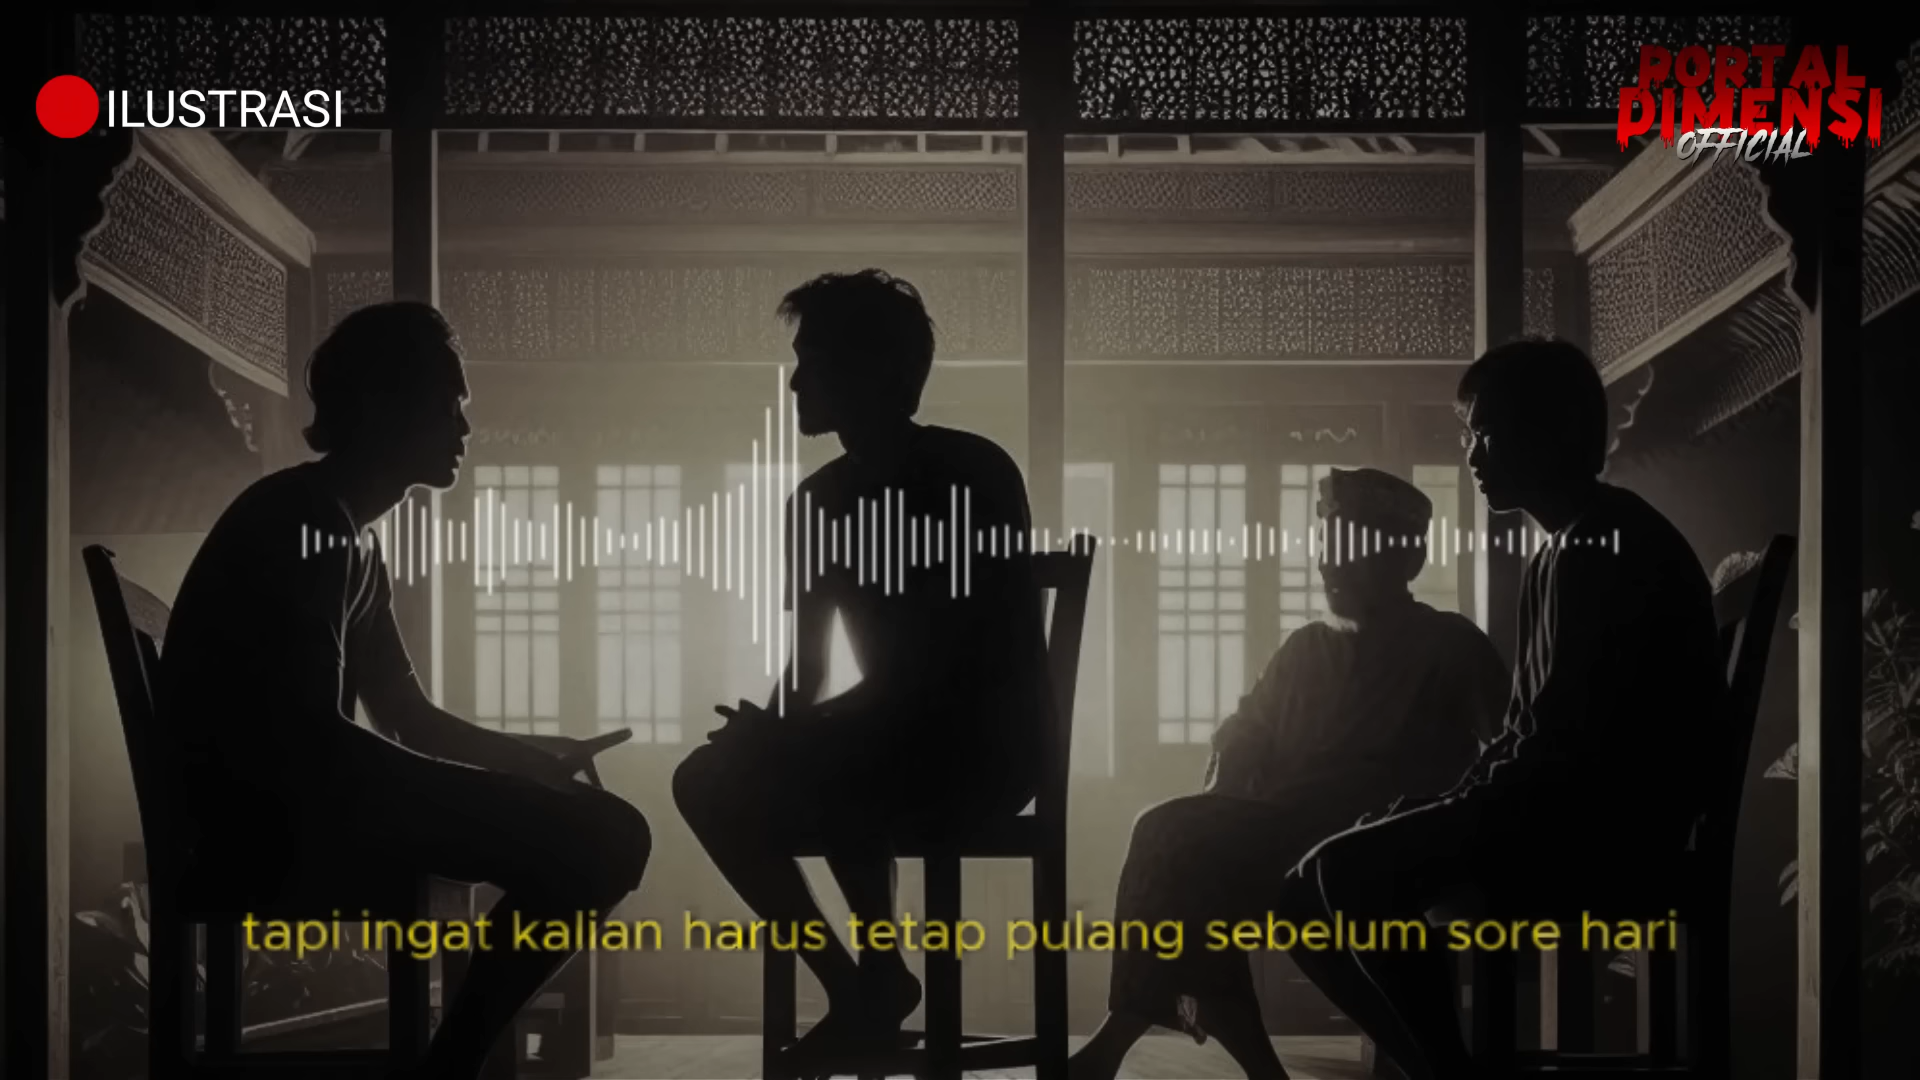 ILUSTRASI
PORTAL
DIMENSI
OFFICIAL
tapi ingat kalian harus tetap pulang sebelum sore hari